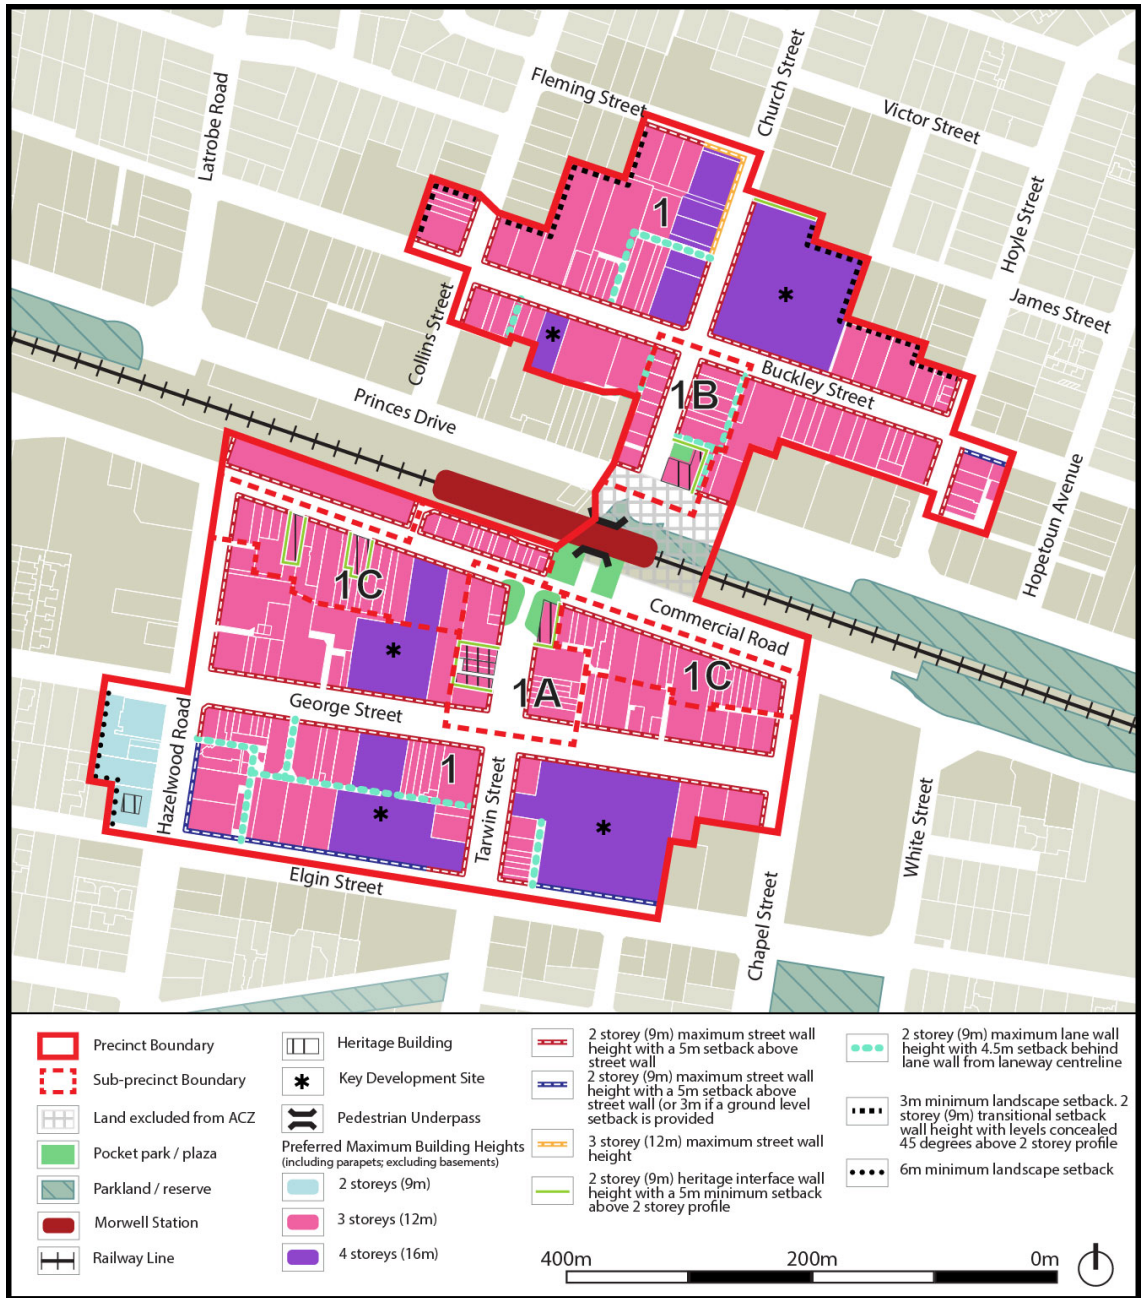 Fleming Street
Church Street
Victor Street
Latrobe Road
Hoyle Street
1
James Street
Collins Street
Buckley Street
1B
Princes Drive
Hopetoun Avenue
1C
Commercial Road
1C
1A
George Street
Hazelwood Road
1
Tarwin Street
White Street
Elgin Street
Chapel Street
Precinct Boundary
Sub-precinct Boundary
Land excluded from ACZ
Pocket park / plaza
Parkland / reserve
Morwell Station
Railway Line
Heritage Building
Key Development Site
Pedestrian Underpass
Preferred Maximum Building Heights
(including parapets; excluding basements)
2 storeys (9m)
3 storeys (12m)
4 storeys (16m)
2 storey (9m) maximum street wall
height with a 5m setback above
street wall
2 storey (9m) maximum street wall
height with a 5m setback above
street wall (or 3m if a ground level
setback is provided
3 storey (12m) maximum street wall
height
2 storey (9m) heritage interface wall
height with a 5m minimum setback
above 2 storey profile
2 storey (9m) maximum lane wall
height with 4.5m setback behind
lane wall from laneway centreline
3m minimum landscape setback. 2
storey (9m) transitional setback
wall height with levels concealed
45 degrees above 2 storey profile
6m minimum landscape setback
400m 200m 0m